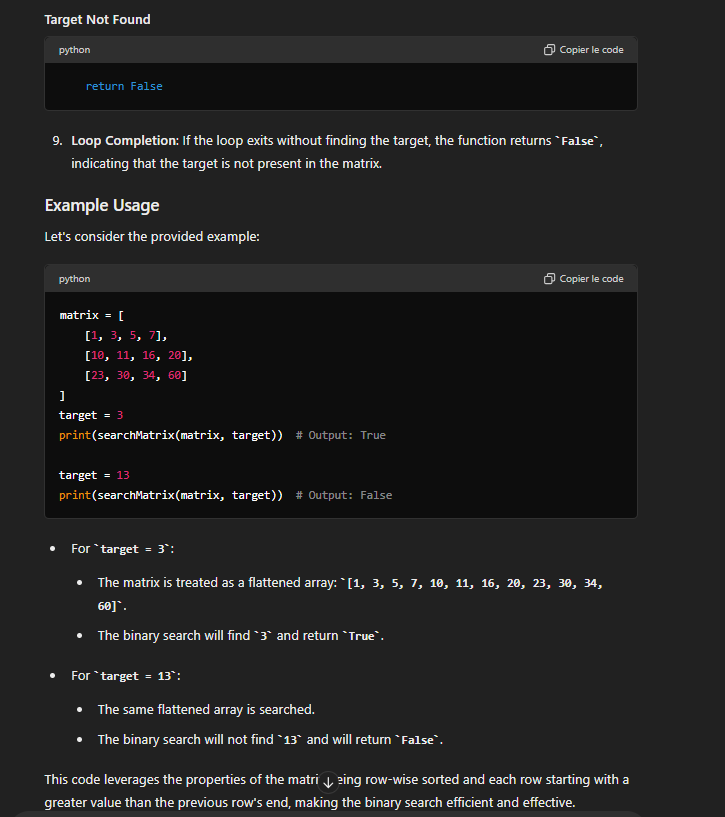 Target Not Found
python
Copier le code
return False
9. Loop Completion: If the loop exits without finding the target, the function returns `False`,
indicating that the target is not present in the matrix.
Example Usage
Let's consider the provided example:
python
Copier le code
matrix = [
    [1, 3, 5, 7],
    [10, 11, 16, 20],
    [23, 30, 34, 60]
]
target = 3
print(searchMatrix(matrix, target))  # Output: True
target = 13
print(searchMatrix(matrix, target))  # Output: False
• For `target = 3`:
• The matrix is treated as a flattened array: `[1, 3, 5, 7, 10, 11, 16, 20, 23, 30, 34,
60]`.
• The binary search will find `3` and return `True`.
• For `target = 13`:
• The same flattened array is searched.
• The binary search will not find `13` and will return `False`.
This code leverages the properties of the matri eing row-wise sorted and each row starting with a
greater value than the previous row's end, making the binary search efficient and effective.